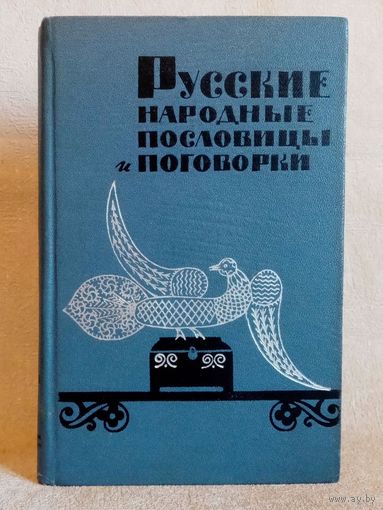 Русские
народные
пословицы
и поговорки
www.ay.by